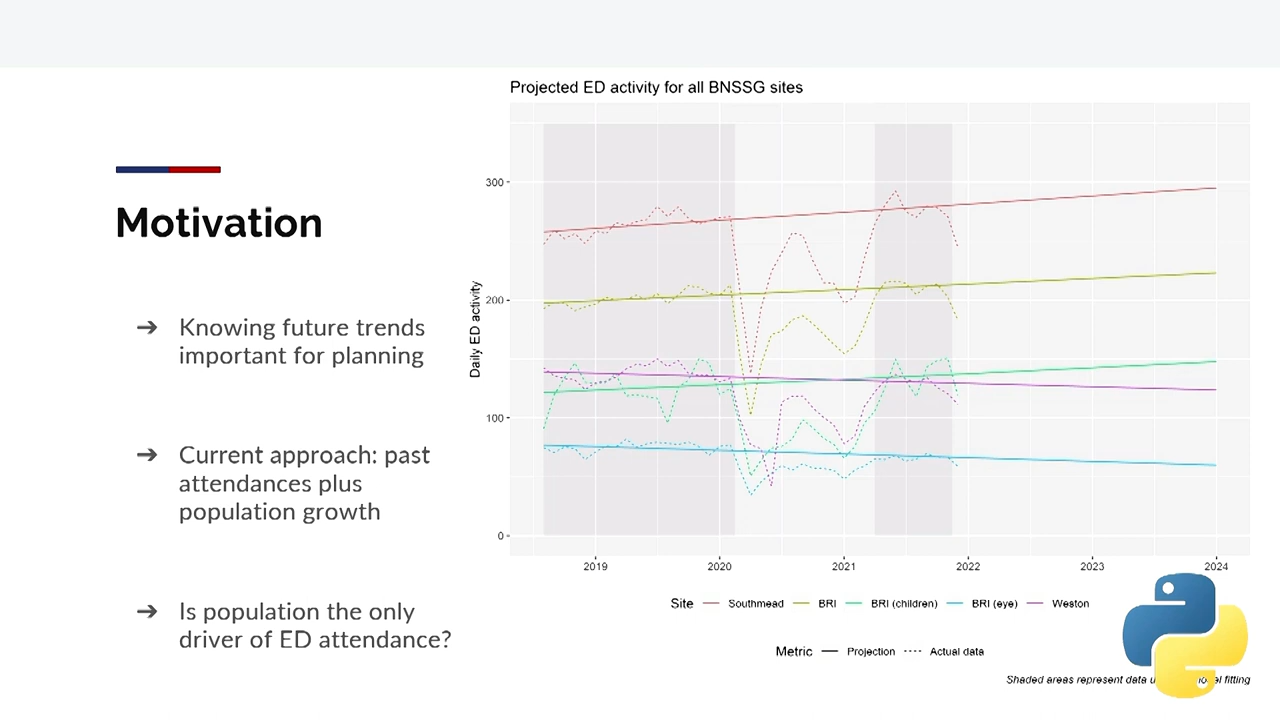 Projected ED activity for all BNSSG sites
Motivation
➔ Knowing future trends
important for planning
➔ Current approach: past
attendances plus
population growth
➔ Is population the only
driver of ED attendance?
Daily ED activity
300
200
100
0
2019 2020 2021 2022 2023 2024
Site Southmead BRI BRI (children) BRI (eye) Weston
Metric Projection Actual data
Shaded areas represent data fitting